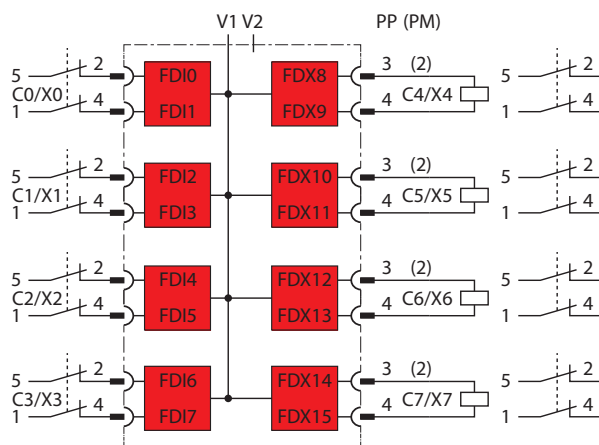 V1 V2 PP (PM)
5 2 FDI0 FDX8 3 (2) 5 2
C0/X0 C4/X4
1 4 FDI1 FDX9 4 1 4
5 2 FDI2 FDX10 3 (2) 5 2
C1/X1 C5/X5
1 4 FDI3 FDX11 4 1 4
5 2 FDI4 FDX12 3 (2) 5 2
C2/X2 C6/X6
1 4 FDI5 FDX13 4 1 4
5 2 FDI6 FDX14 3 (2) 5 2
C3/X3 C7/X7
1 4 FDI7 FDX15 4 1 4